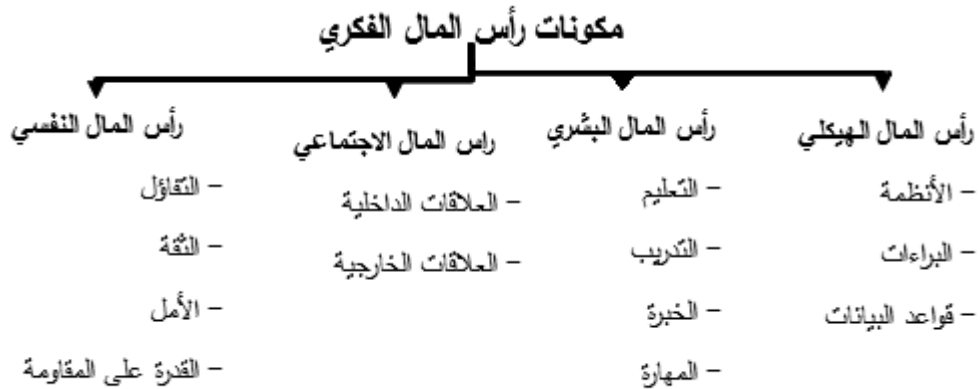 مكونات رأس المال الفكري
رأس المال الهيكلي
- الأنظمة
- البراءات
- قواعد البيانات
رأس المال البشري
- التعليم
- التدريب
- الخبرة
- المهارة
راس المال الاجتماعي
- العلاقات الداخلية
- العلاقات الخارجية
رأس المال النفسي
- التفاؤل
- الثقة
- الأمل
- القدرة على المقاومة